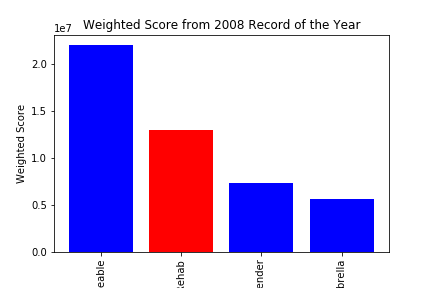 Weighted Score from 2008 Record of the Year
1e7
Weighted Score
2.0
1.5
1.0
0.5
0.0
eable
ehab
ender
brella